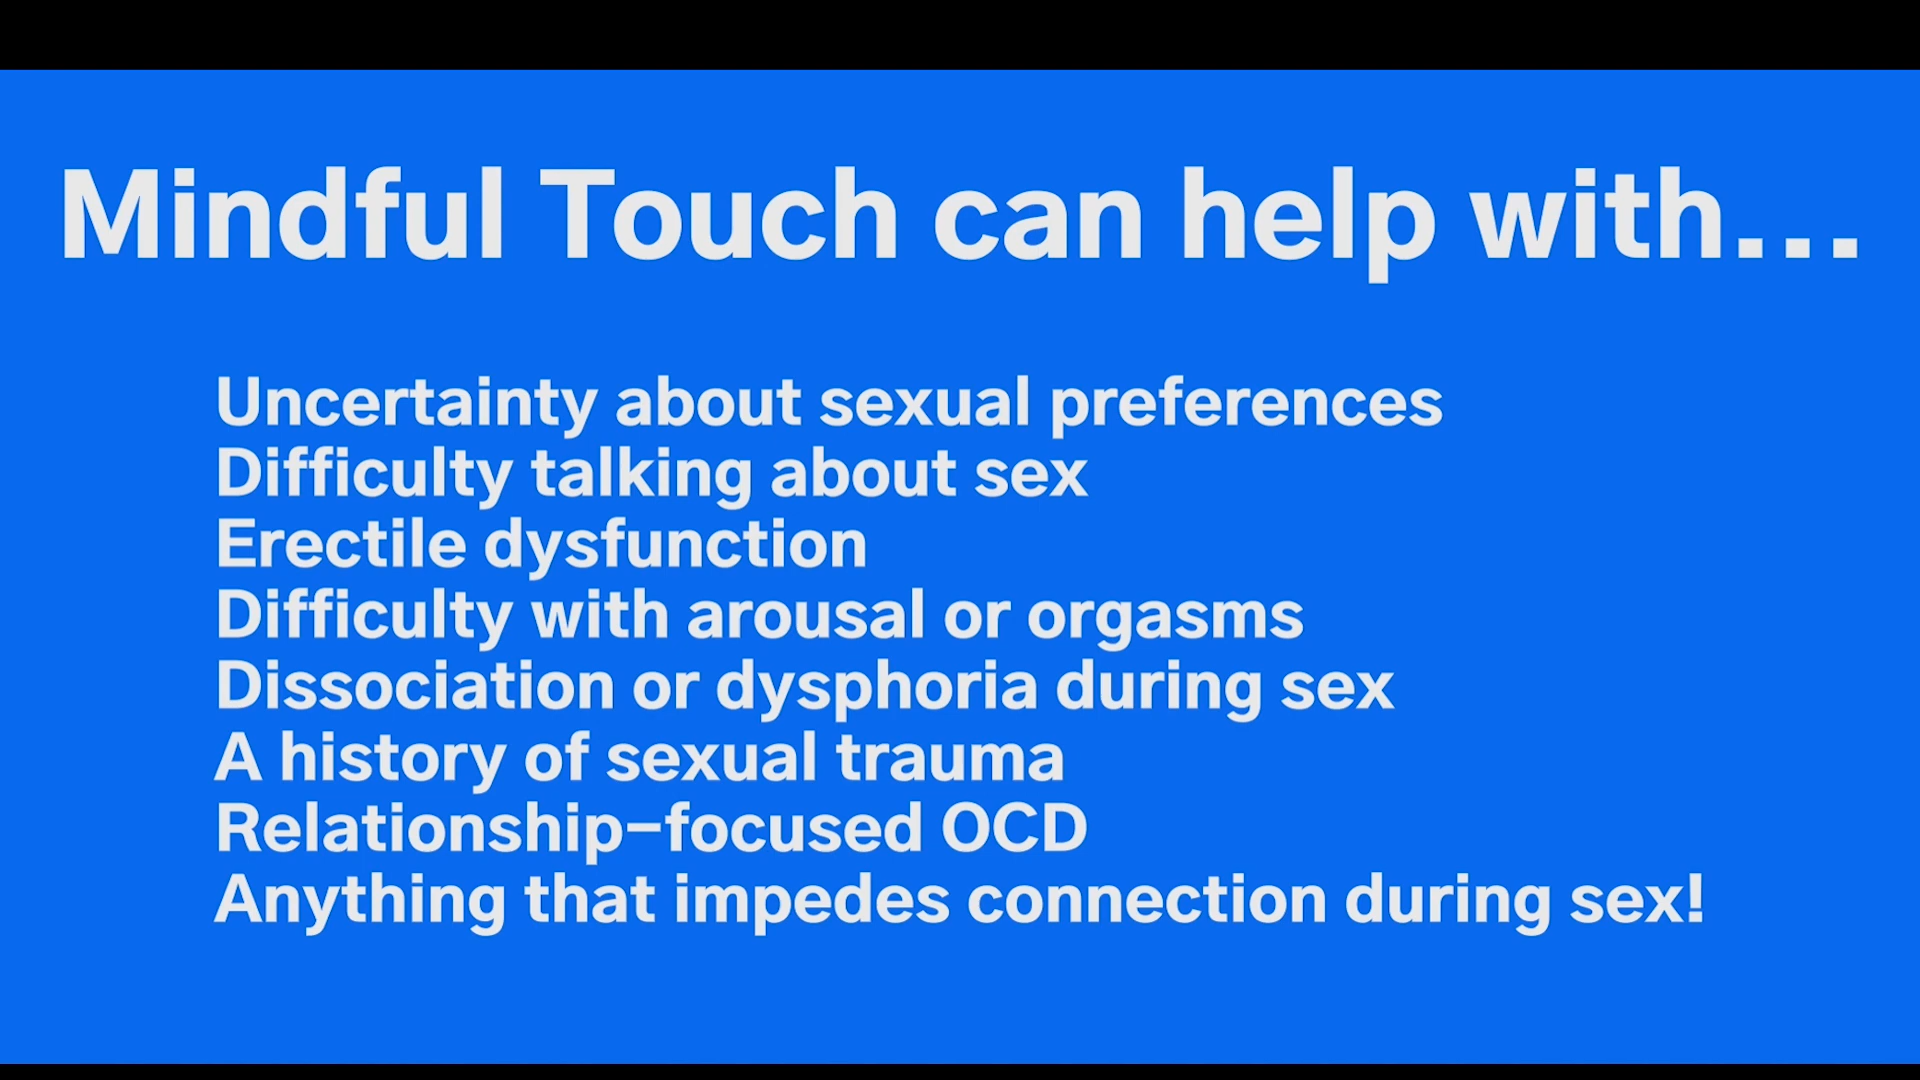 Mindful Touch can help with...
Uncertainty about sexual preferences
Difficulty talking about sex
Erectile dysfunction
Difficulty with arousal or orgasms
Dissociation or dysphoria during sex
A history of sexual trauma
Relationship-focused OCD
Anything that impedes connection during sex!